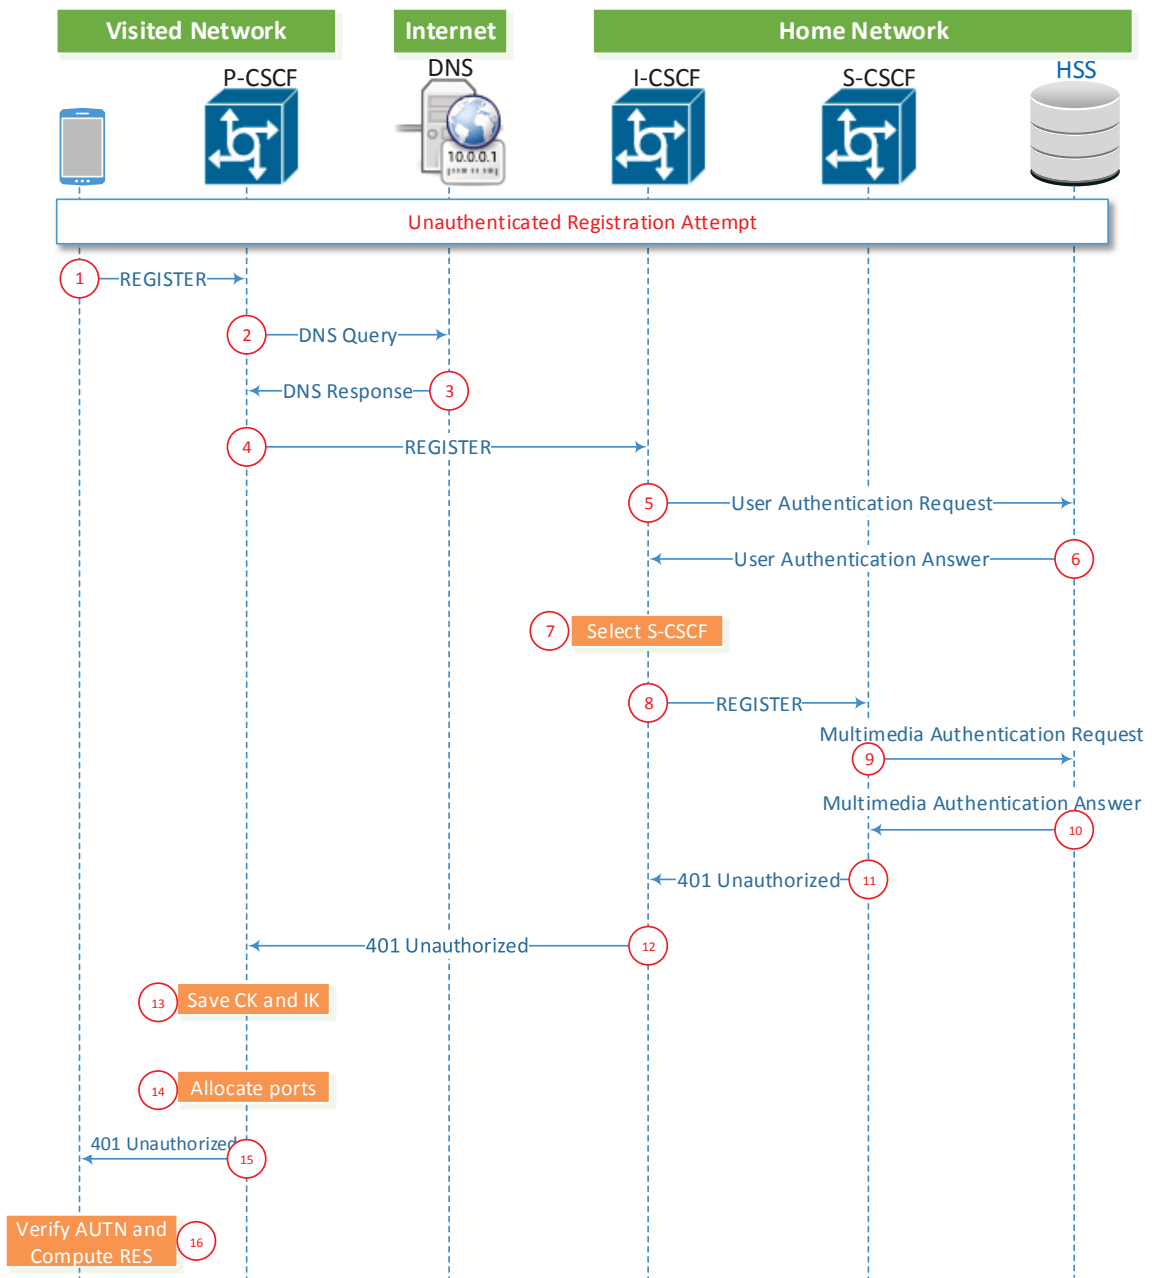 Visited Network
Internet
Home Network
P-CSCF
DNS
I-CSCF
S-CSCF
HSS
10.0.0.1
Unauthenticated Registration Attempt
1 REGISTER
2 DNS Query
DNS Response 3
4 REGISTER
5 User Authentication Request
User Authentication Answer 6
7 Select S-CSCF
8 REGISTER
Multimedia Authentication Request
9
Multimedia Authentication Answer
10
401 Unauthorized 11
401 Unauthorized 12
13 Save CK and IK
14 Allocate ports
401 Unauthorized
15
Verify AUTN and
Compute RES
16